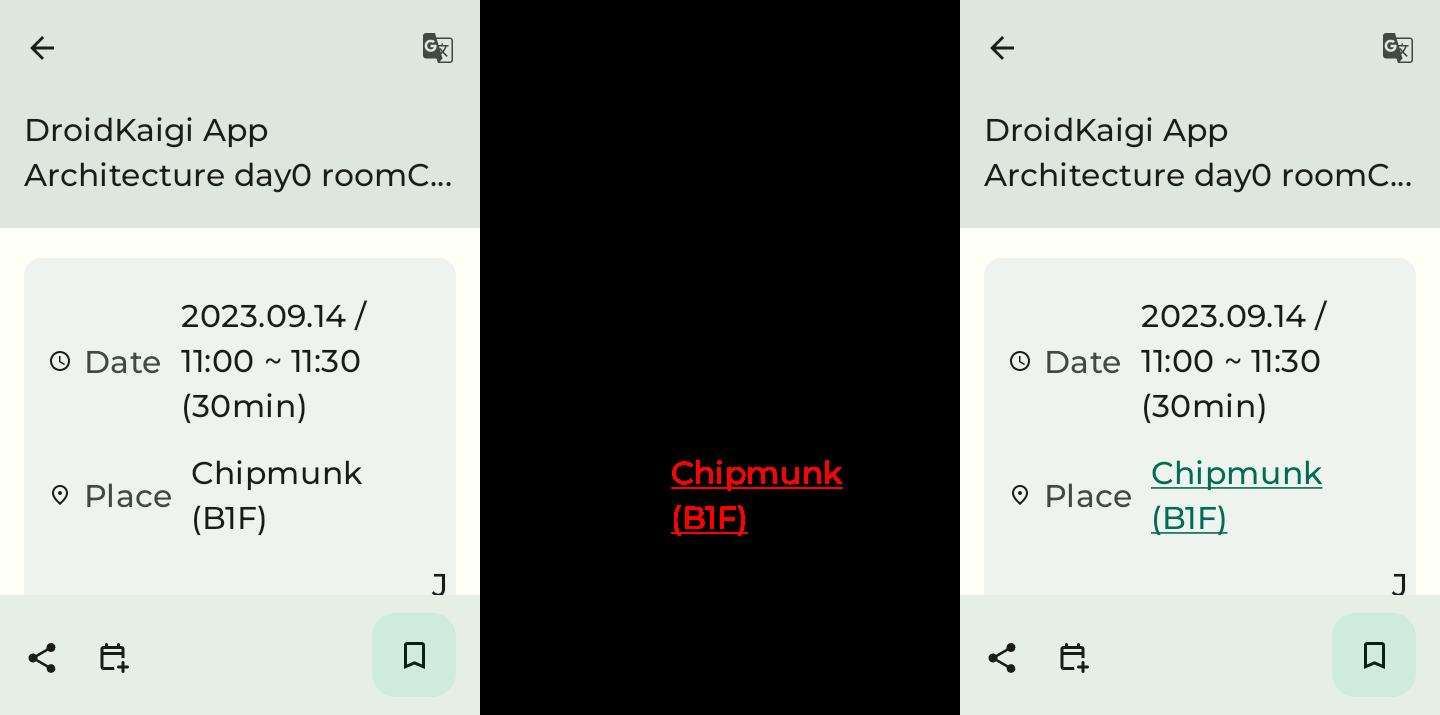 DroidKaigi App
Architecture day0 roomC...
Date
2023.09.14 /
11:00 ~ 11:30
(30min)
Place
Chipmunk
(B1F)
J
Chipmunk
(B1F)
DroidKaigi App
Architecture day0 roomC...
Date
2023.09.14 /
11:00 ~ 11:30
(30min)
Place
Chipmunk
(B1F)
J